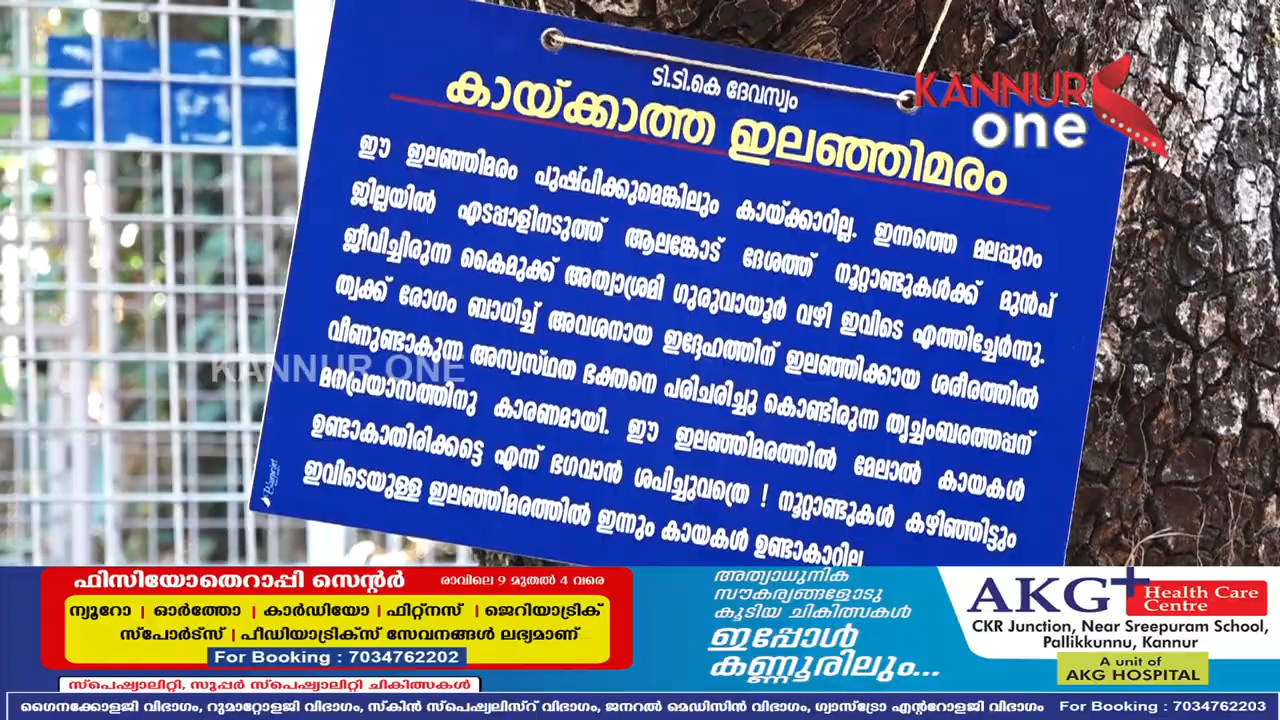 ടി.ടി.കെ ദേവസ്വം
കായ്ക്കാത്ത ഇലഞ്ഞിമരം
ഈ ഇലഞ്ഞിമരം പുഷ്പിക്കുമെങ്കിലും കായ്ക്കാറില്ല. ഇന്നത്തെ മലപ്പുറം
ജില്ലയിൽ എടപ്പാളിനടുത്ത് ആലങ്കോട് ദേശത്ത് നൂറ്റാണ്ടുകൾക്ക് മുൻപ്
ജീവിച്ചിരുന്ന കൈമുക്ക് അത്വാശ്രമി ഗുരുവായൂർ വഴി ഇവിടെ എത്തിച്ചേർന്നു.
ത്വക്ക് രോഗം ബാധിച്ച് അവശനായ ഇദ്ദേഹത്തിന് ഇലഞ്ഞിക്കായ ശരീരത്തിൽ
വീണുണ്ടാകുന്ന അസ്വസ്ഥത ഭക്തനെ പരിചരിച്ചു കൊണ്ടിരുന്ന തൃച്ചംബരത്തപ്പന്
മനപ്രയാസത്തിനു കാരണമായി. ഈ ഇലഞ്ഞിമരത്തിൽ മേലാൽ കായകൾ
ഉണ്ടാകാതിരിക്കട്ടെ എന്ന് ഭഗവാൻ ശപിച്ചുവത്രെ ! നൂറ്റാണ്ടുകൾ കഴിഞ്ഞിട്ടും
ഇവിടെയുള്ള ഇലഞ്ഞിമരത്തിൽ ഇന്നും കായകൾ ഉണ്ടാകാറില്ല
KANNUR
one
KANNUR ONE
ഫിസിയോതെറാപ്പി സെന്റർ രാവിലെ 9 മുതൽ 4 വരെ
ന്യൂറോ | ഓർത്തോ | കാർഡിയോ | ഫിറ്റ്നസ് | ജെറിയാട്രിക്
സ്പോർട്സ് | പീഡിയാട്രിക്സ് സേവനങ്ങൾ ലഭ്യമാണ്
For Booking : 7034762202
സ്പെഷ്യാലിറ്റി, സൂപ്പർ സ്പെഷ്യാലിറ്റി ചികിത്സകൾ
അത്യാധുനിക
സൗകര്യങ്ങളോടു
കൂടിയ ചികിത്സകൾ
ഇപ്പോൾ
കണ്ണൂരിലും...
AKG Health Care Centre
CKR Junction, Near Sreepuram School,
Pallikkunnu, Kannur
A unit of
AKG HOSPITAL
ഗൈനക്കോളജി വിഭാഗം, റുമാറ്റോളജി വിഭാഗം, സ്കിൻ സ്പെഷ്യലിസ്റ്റ് വിഭാഗം, ജനറൽ മെഡിസിൻ വിഭാഗം, ഗ്യാസ്ട്രോ എന്ററോളജി വിഭാഗം For Booking : 7034762203